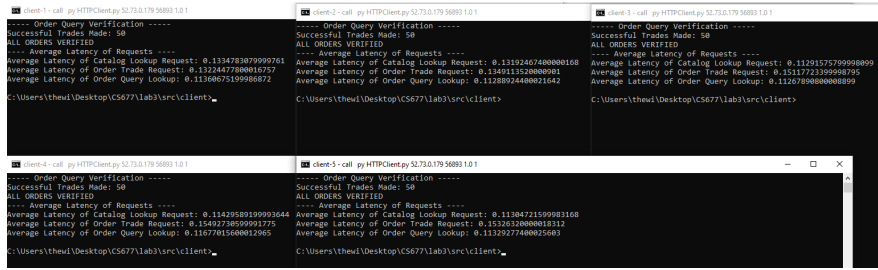 client-1 - call  py HTTPClient.py 52.73.0.179 56893 1.0 1
----- Order Query Verification -----
Successful Trades Made: 50
ALL ORDERS VERIFIED
---- Average Latency of Requests ----
Average Latency of Catalog Lookup Request: 0.1334783079999761
Average Latency of Order Trade Request: 0.13224477800016757
Average Latency of Order Query Lookup: 0.11360675199986872
C:\Users\thewi\Desktop\CS677\lab3\src\client>
client-2 - call  py HTTPClient.py 52.73.0.179 56893 1.0 1
----- Order Query Verification -----
Successful Trades Made: 50
ALL ORDERS VERIFIED
---- Average Latency of Requests ----
Average Latency of Catalog Lookup Request: 0.13192467400000168
Average Latency of Order Trade Request: 0.1349113520000901
Average Latency of Order Query Lookup: 0.11288924400021642
C:\Users\thewi\Desktop\CS677\lab3\src\client>
client-3 - call  py HTTPClient.py 52.73.0.179 56893 1.0 1
----- Order Query Verification -----
Successful Trades Made: 50
ALL ORDERS VERIFIED
---- Average Latency of Requests ----
Average Latency of Catalog Lookup Request: 0.11291575799998099
Average Latency of Order Trade Request: 0.15117723399998795
Average Latency of Order Query Lookup: 0.11267890800008899
C:\Users\thewi\Desktop\CS677\lab3\src\client>
client-4 - call  py HTTPClient.py 52.73.0.179 56893 1.0 1
----- Order Query Verification -----
Successful Trades Made: 50
ALL ORDERS VERIFIED
---- Average Latency of Requests ----
Average Latency of Catalog Lookup Request: 0.11429589199993644
Average Latency of Order Trade Request: 0.15492730599991775
Average Latency of Order Query Lookup: 0.11677015600012965
C:\Users\thewi\Desktop\CS677\lab3\src\client>
client-5 - call  py HTTPClient.py 52.73.0.179 56893 1.0 1
----- Order Query Verification -----
Successful Trades Made: 50
ALL ORDERS VERIFIED
---- Average Latency of Requests ----
Average Latency of Catalog Lookup Request: 0.11304721599983168
Average Latency of Order Trade Request: 0.15326320000018312
Average Latency of Order Query Lookup: 0.11329277400025603
C:\Users\thewi\Desktop\CS677\lab3\src\client>